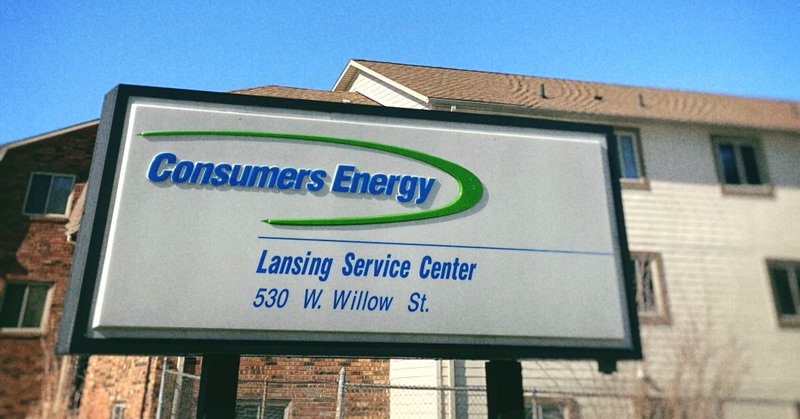 Consumers Energy
Lansing Service Center
530 W. Willow St.